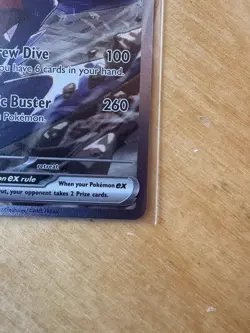 rew Dive 100
you have 6 cards in your hand.
ic Buster 260
Pokémon.
retreat
on ex rule When your Pokémon ex
out, your opponent takes 2 Prize cards.